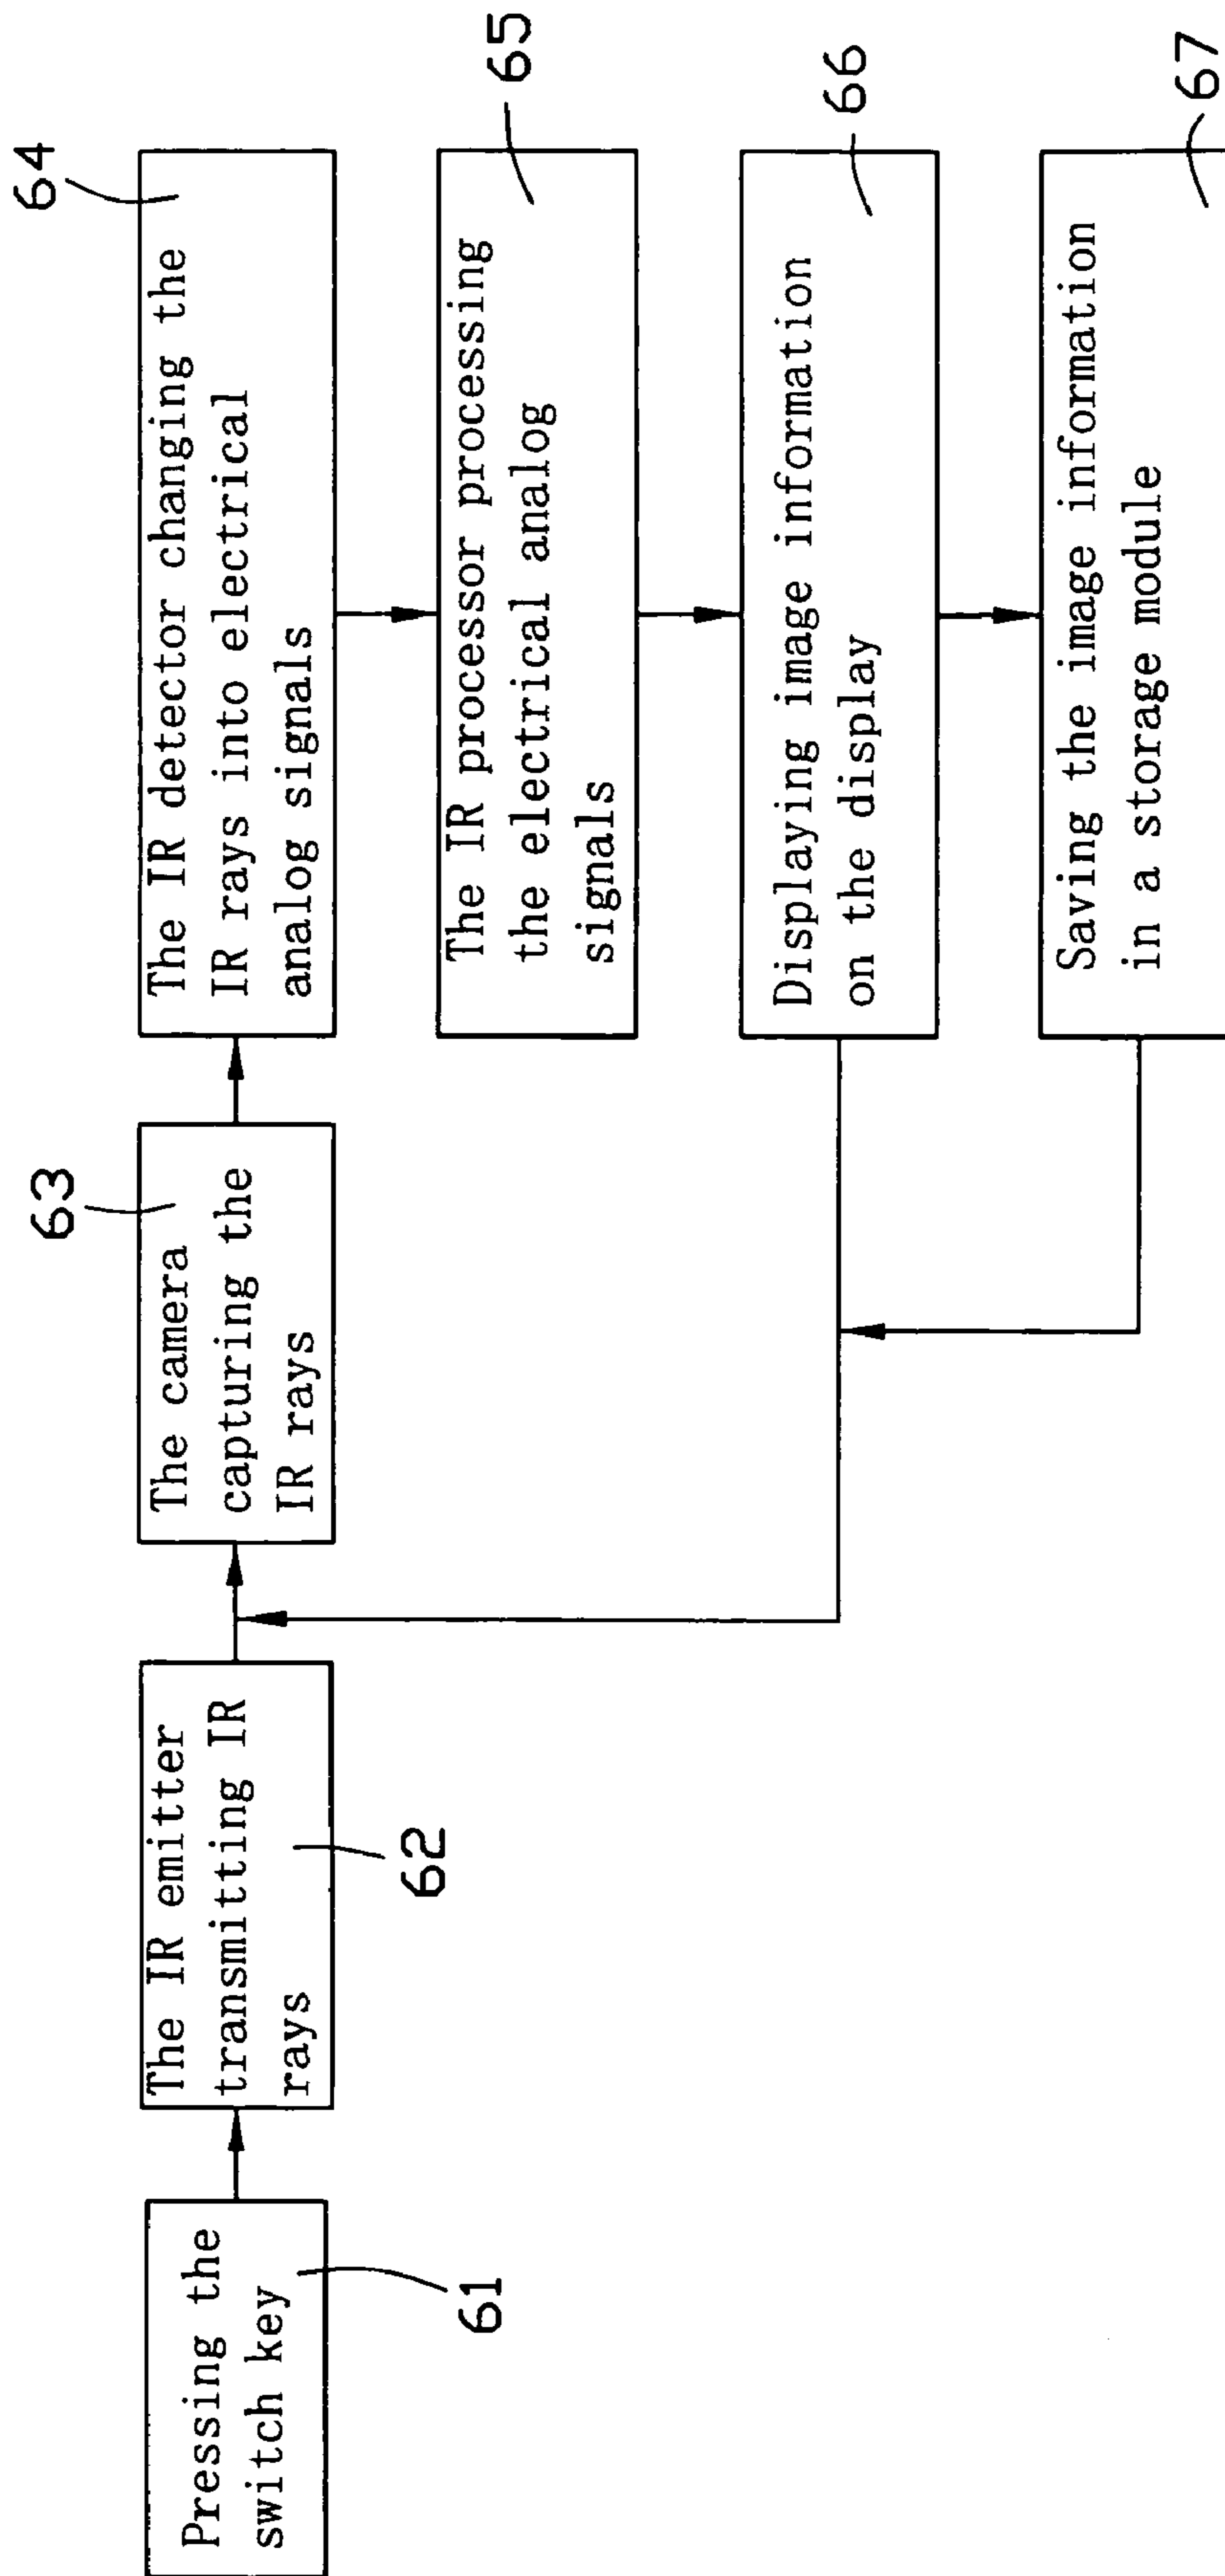 Pressing the
switch key
61
The IR emitter
transmitting IR
rays
62
The camera
capturing the
IR rays
63
The IR detector changing the
IR rays into electrical
analog signals
64
The IR processor processing
the electrical analog
signals
65
Displaying image information
on the display
66
Saving the image information
in a storage module
67